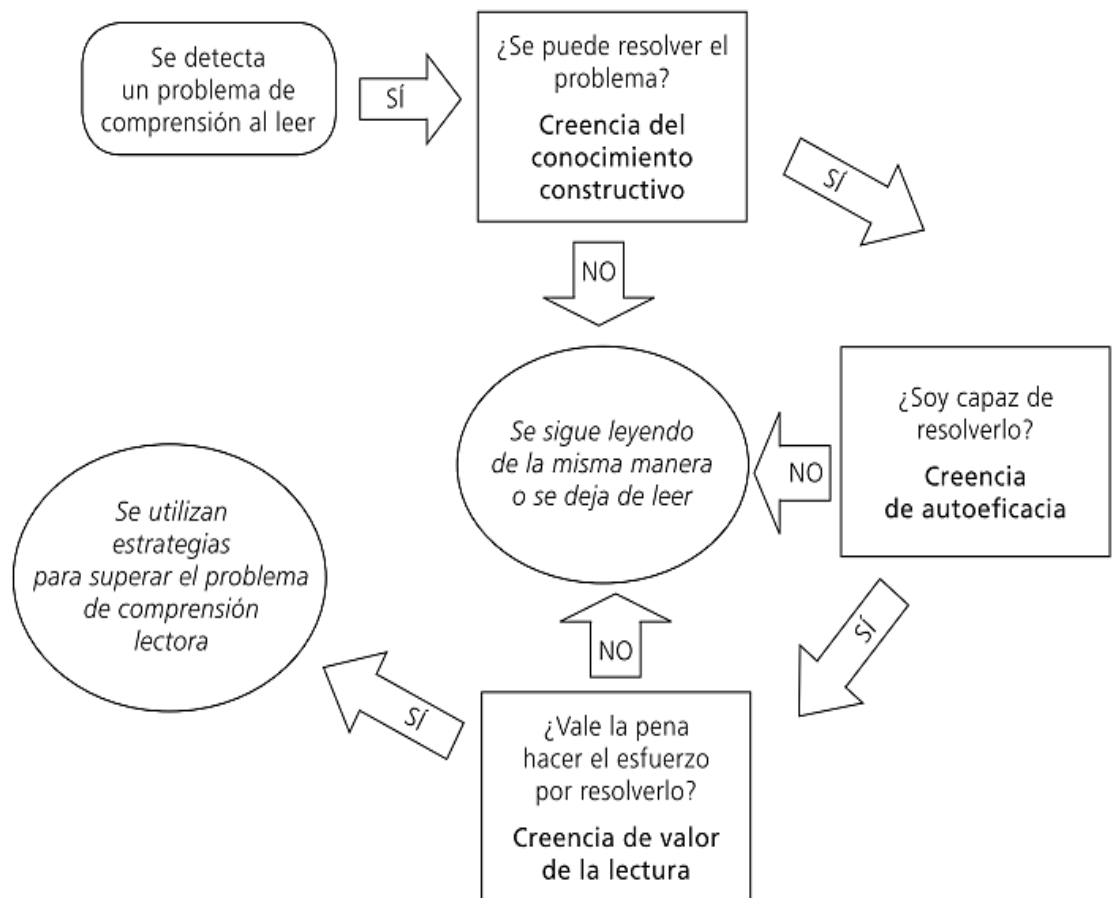 Se detecta
un problema de
comprensión al leer
SÍ
¿Se puede resolver el
problema?
Creencia del
conocimiento
constructivo
SÍ
NO
¿Soy capaz de
resolverlo?
Creencia
de autoeficacia
NO
Se sigue leyendo
de la misma manera
o se deja de leer
SÍ
NO
¿Vale la pena
hacer el esfuerzo
por resolverlo?
Creencia de valor
de la lectura
SÍ
Se utilizan
estrategias
para superar el problema
de comprensión
lectora